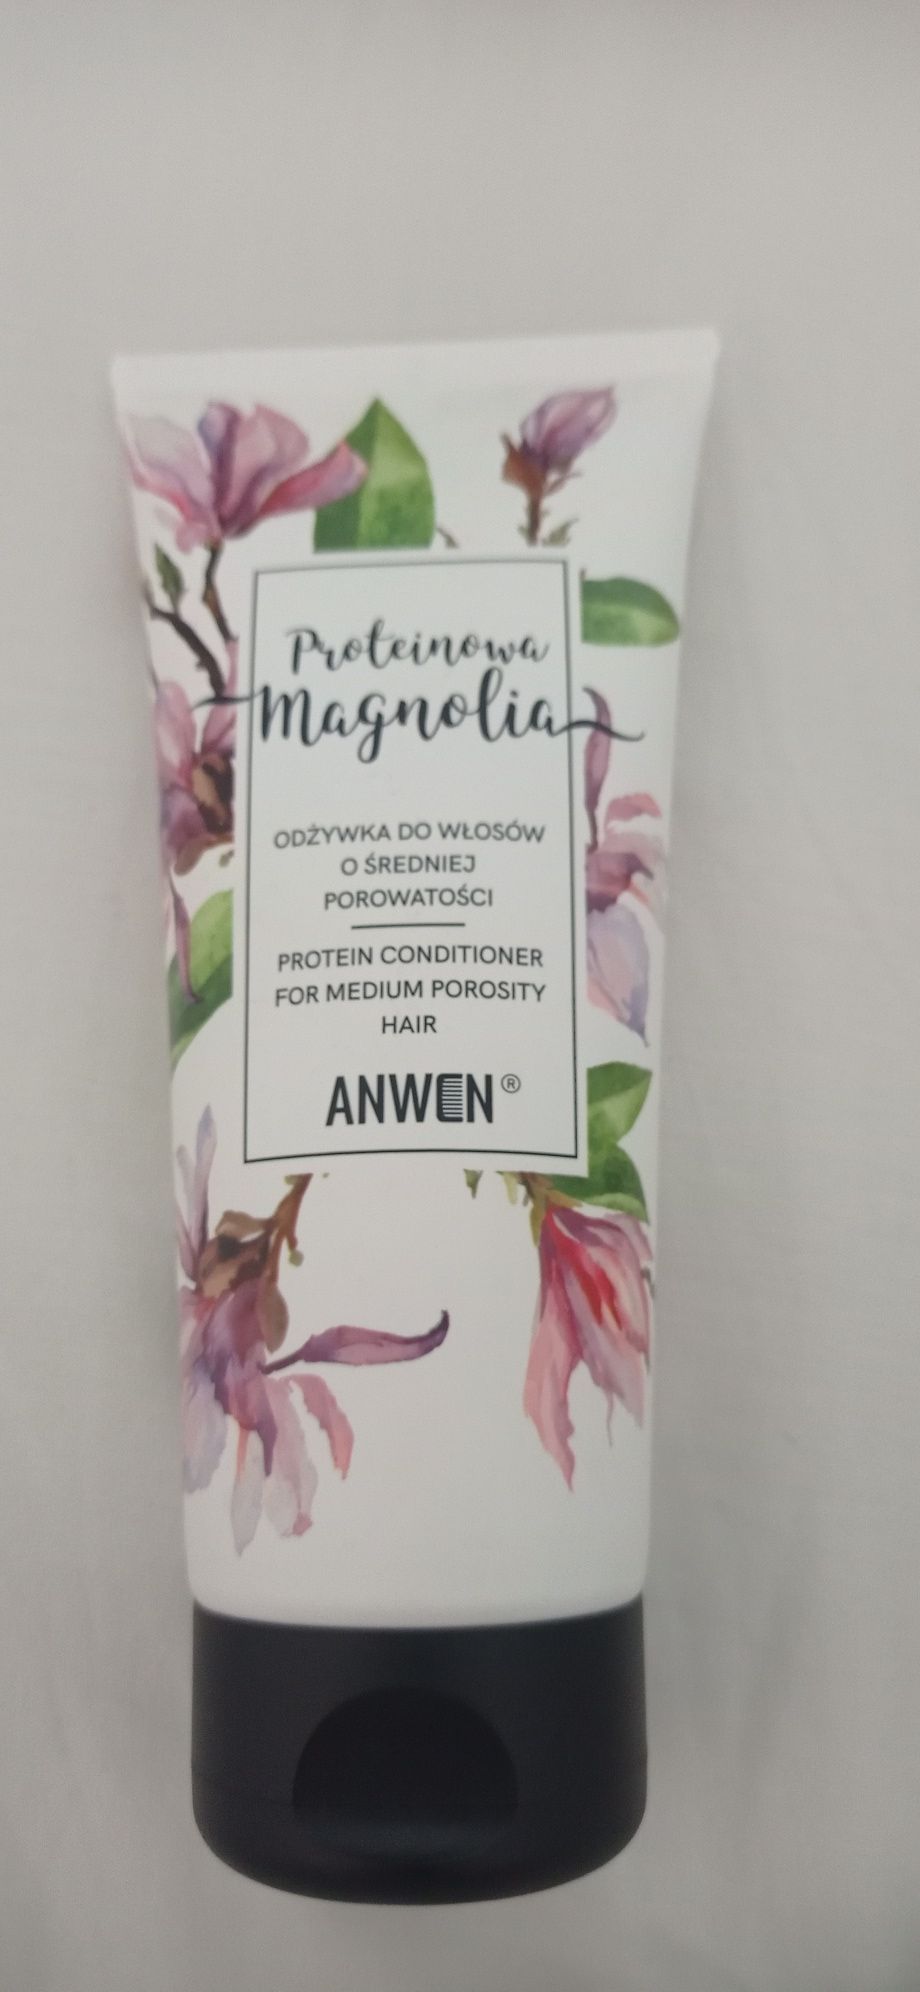 Proteinowa
Magnolia
ODŻYWKA DO WŁOSÓW
O ŚREDNIEJ
POROWATOŚCI
PROTEIN CONDITIONER
FOR MEDIUM POROSITY
HAIR
ANWEN®